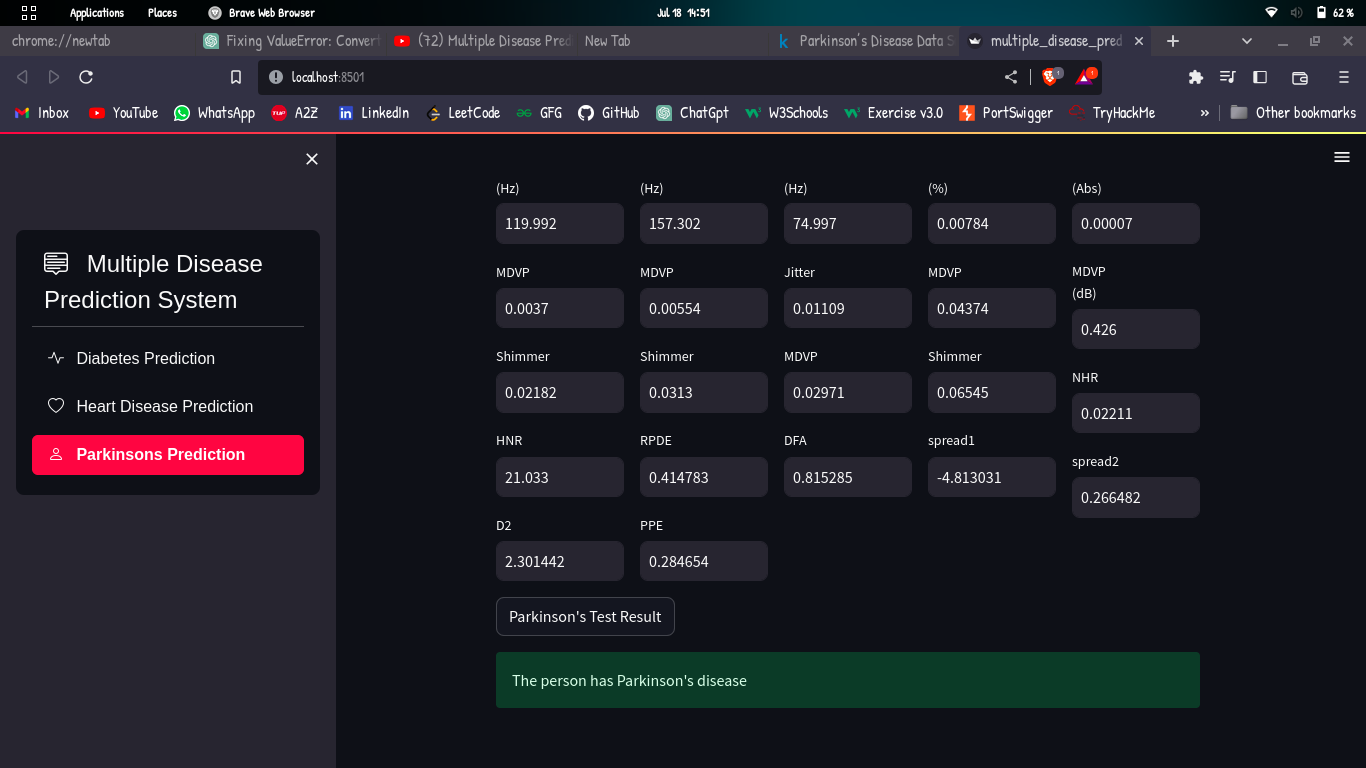 Applications Places Brave Web Browser Jul 18 14:51 62 %
chrome://newtab Fixing ValueError: Convert (72) Multiple Disease Pred New Tab Parkinson's Disease Data S multiple_disease_pred
localhost:8501
Inbox YouTube WhatsApp A2Z LinkedIn LeetCode GFG GitHub ChatGpt W3Schools Exercise v3.0 PortSwigger TryHackMe » Other bookmarks
Multiple Disease
Prediction System
Diabetes Prediction
Heart Disease Prediction
Parkinsons Prediction
(Hz) (Hz) (Hz) (%) (Abs)
119.992 157.302 74.997 0.00784 0.00007
MDVP MDVP Jitter MDVP MDVP
(dB)
0.0037 0.00554 0.01109 0.04374 0.426
Shimmer Shimmer MDVP Shimmer NHR
0.02182 0.0313 0.02971 0.06545 0.02211
HNR RPDE DFA spread1 spread2
21.033 0.414783 0.815285 -4.813031 0.266482
D2 PPE
2.301442 0.284654
Parkinson's Test Result
The person has Parkinson's disease